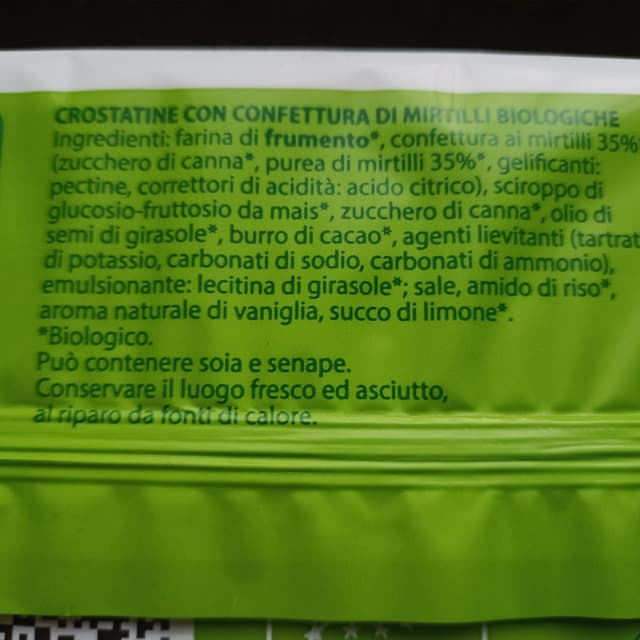 CROSTATINE CON CONFETTURA DI MIRTILLI BIOLOGICHE
Ingredienti: farina di frumento*, confettura ai mirtilli 35%*
(zucchero di canna*, purea di mirtilli 35%*, gelificanti:
pectine, correttori di acidità: acido citrico), sciroppo di
glucosio-fruttosio da mais*, zucchero di canna*, olio di
semi di girasole*, burro di cacao*, agenti lievitanti (tartrat
di potassio, carbonati di sodio, carbonati di ammonio),
emulsionante: lecitina di girasole*; sale, amido di riso*,
aroma naturale di vaniglia, succo di limone*.
*Biologico.
Può contenere soia e senape.
Conservare il luogo fresco ed asciutto,
al riparo da fonti di calore.